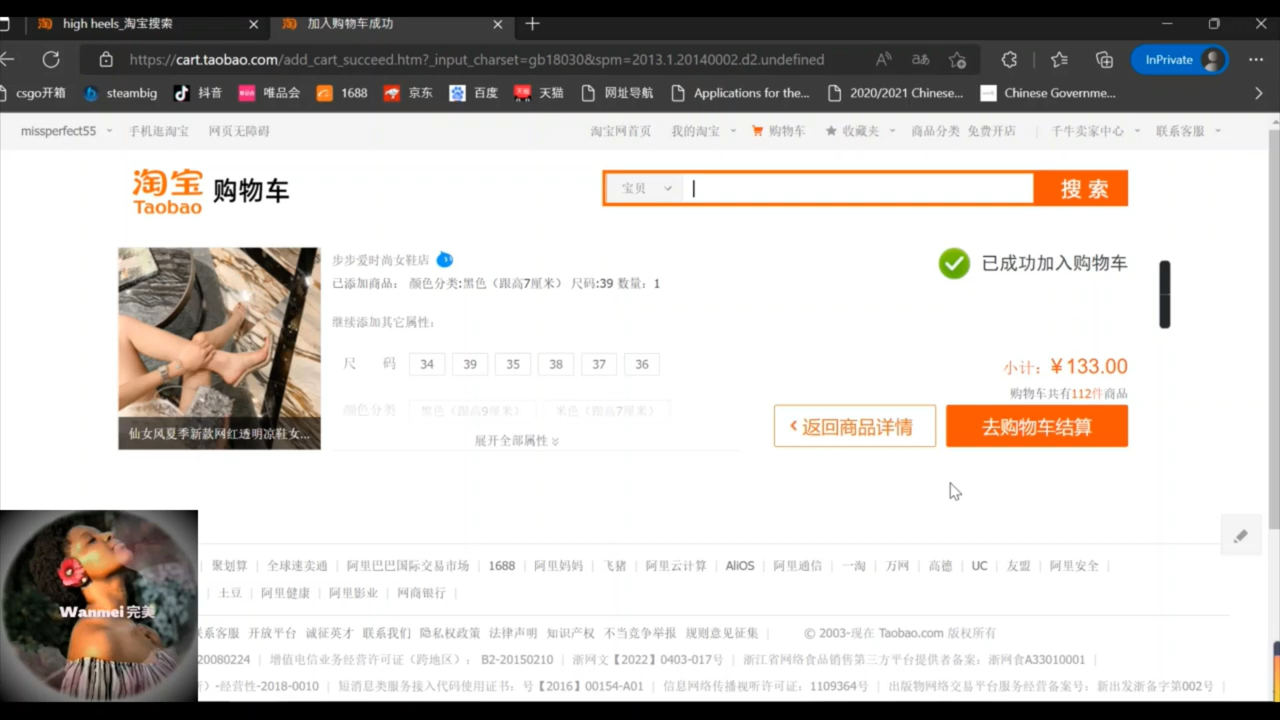 high heels_淘宝搜索
加入购物车成功
https://cart.taobao.com/add_cart_succeed.htm?_input_charset=gb18030&spm=2013.1.20140002.d2.undefined
InPrivate
csgo开箱 steambig 抖音 唯品会 1688 京东 百度 天猫 网址导航 Applications for the... 2020/2021 Chinese... Chinese Governme...
missperfect55 手机逛淘宝 网页无障碍 淘宝网首页 我的淘宝 购物车 收藏夹 商品分类 免费开店 千牛卖家中心 联系客服
淘宝
Taobao
购物车
宝贝
搜索
步步爱时尚女鞋店
已添加商品： 颜色分类:黑色（跟高7厘米） 尺码:39 数量：1
已成功加入购物车
继续添加其它属性：
尺 码 34 39 35 38 37 36
颜色分类 黑色（跟高9厘米） 米色（跟高7厘米）
展开全部属性
仙女风夏季新款网红透明凉鞋女...
小计：¥133.00
购物车共有112件商品
返回商品详情
去购物车结算
聚划算 | 全球速卖通 | 阿里巴巴国际交易市场 | 1688 | 阿里妈妈 | 飞猪 | 阿里云计算 | AliOS | 阿里通信 | 一淘 | 万网 | 高德 | UC | 友盟 | 阿里安全 |
土豆 | 阿里健康 | 阿里影业 | 网商银行 |
Wanmei 完美
联系客服 开放平台 诚征英才 联系我们 隐私权政策 法律声明 知识产权 不当竞争举报 规则意见征集 | © 2003-现在 Taobao.com 版权所有
20080224 | 增值电信业务经营许可证（跨地区）： B2-20150210 | 浙网文【2022】0403-017号 | 浙江省网络食品销售第三方平台提供者备案：浙网食A33010001 |
)-经营性-2018-0010 | 短消息类服务接入代码使用证书：号【2016】00154-A01 | 信息网络传播视听许可证：1109364号 | 出版物网络交易平台服务经营备案号：新出发浙备字第002号 |